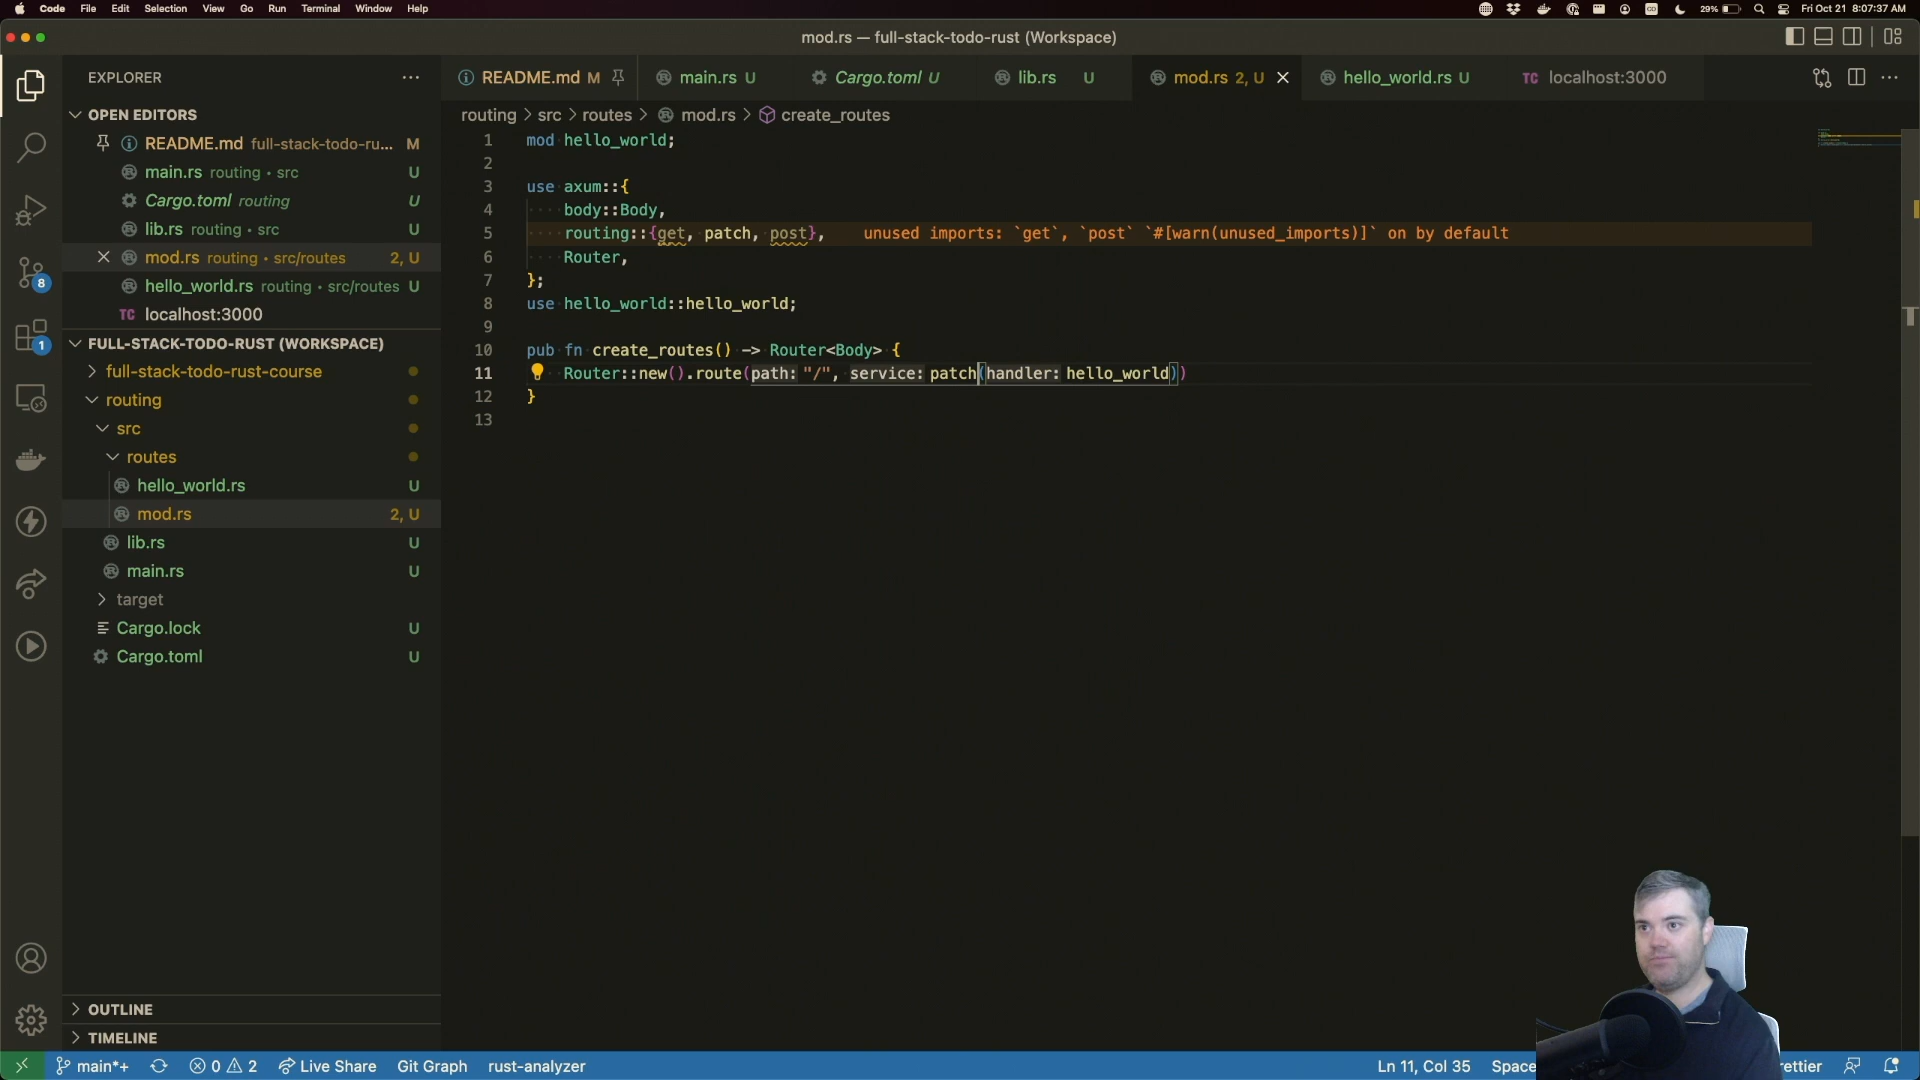 Code File Edit Selection View Go Run Terminal Window Help 29% Fri Oct 21 8:07:37 AM
mod.rs — full-stack-todo-rust (Workspace)
EXPLORER
README.md M main.rs U Cargo.toml U lib.rs U mod.rs 2, U hello_world.rs U TC localhost:3000
routing > src > routes > mod.rs > create_routes
OPEN EDITORS
README.md full-stack-todo-ru... M
main.rs routing • src U
Cargo.toml routing U
lib.rs routing • src U
mod.rs routing • src/routes 2, U
hello_world.rs routing • src/routes U
TC localhost:3000
FULL-STACK-TODO-RUST (WORKSPACE)
full-stack-todo-rust-course
routing
src
routes
hello_world.rs U
mod.rs 2, U
lib.rs U
main.rs U
target
Cargo.lock U
Cargo.toml U
OUTLINE
TIMELINE
8
1
1 mod hello_world;
2
3 use axum::{
4 body::Body,
5 routing::{get, patch, post}, unused imports: `get`, `post` `#[warn(unused_imports)]` on by default
6 Router,
7 };
8 use hello_world::hello_world;
9
10 pub fn create_routes() -> Router<Body> {
11 Router::new().route(path: "/", service: patch(handler: hello_world))
12 }
13
main*+ 0 2 Live Share Git Graph rust-analyzer Ln 11, Col 35 Space ettier